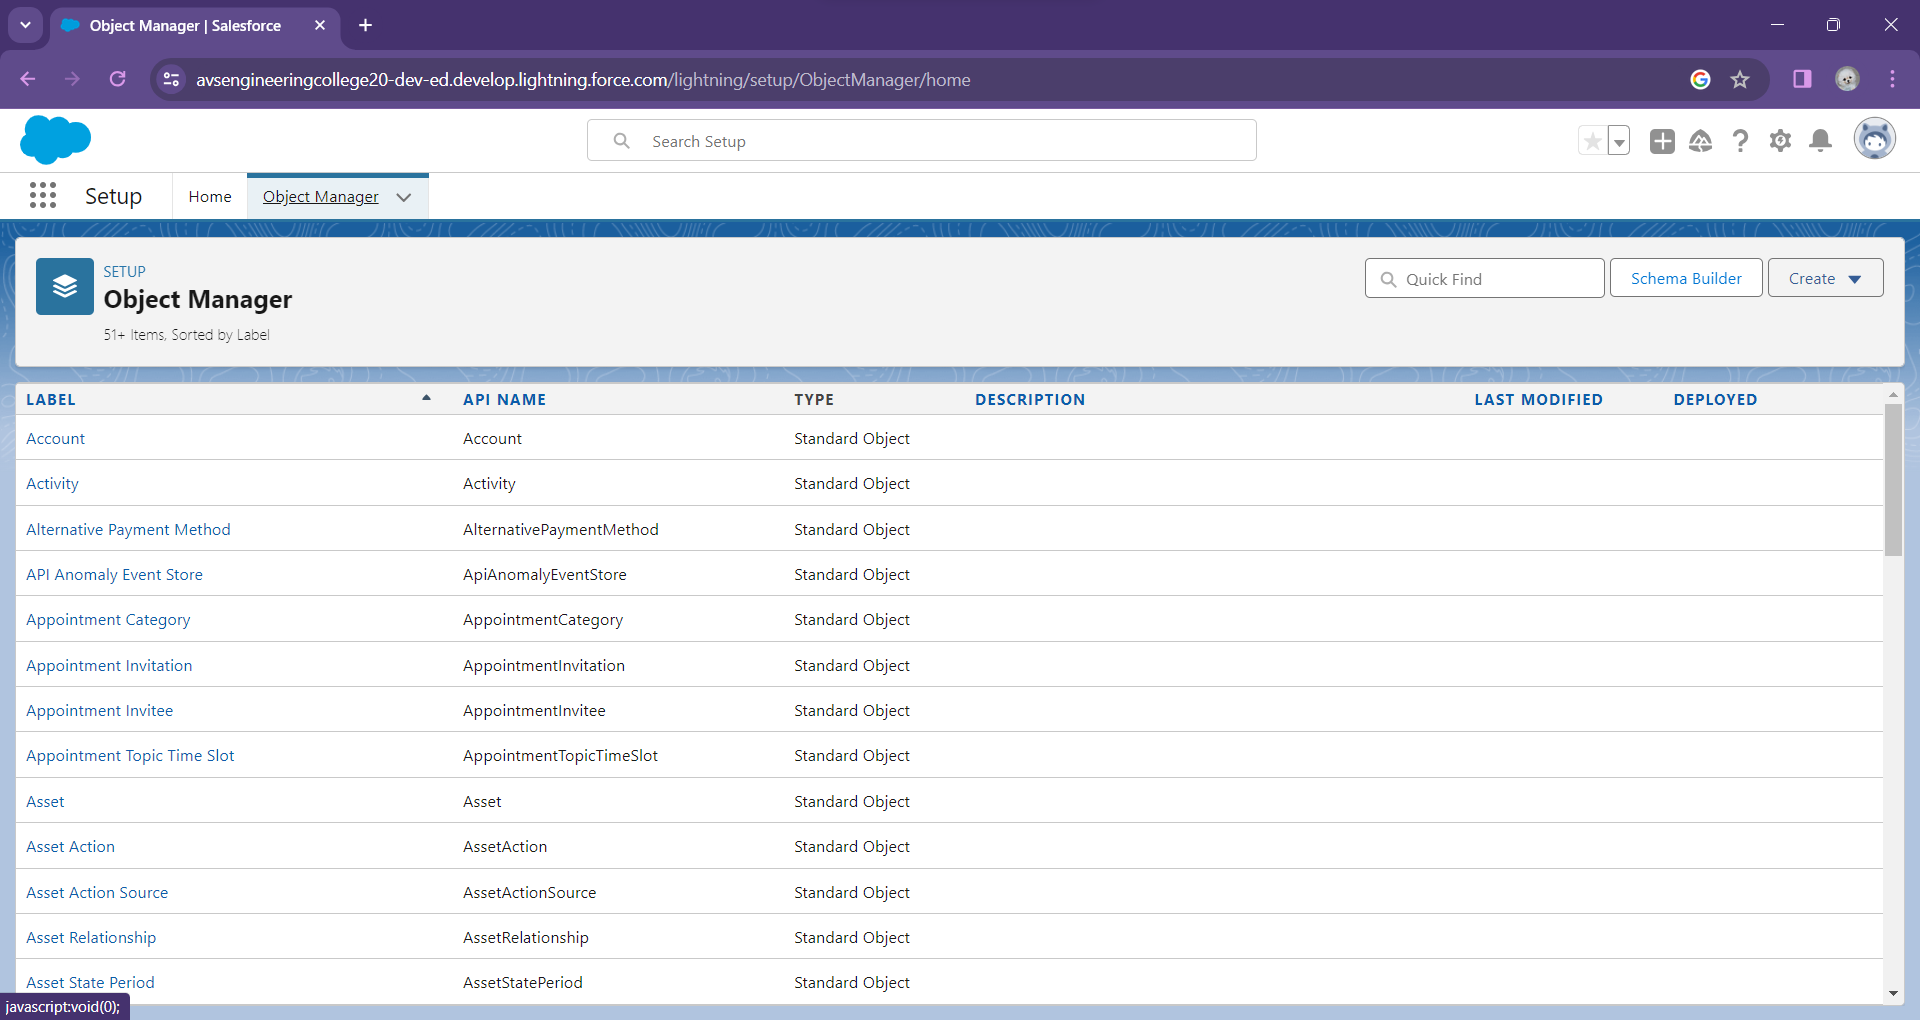 Object Manager | Salesforce
avsengineeringcollege20-dev-ed.develop.lightning.force.com/lightning/setup/ObjectManager/home
Search Setup
Setup Home Object Manager
SETUP
Object Manager
51+ Items, Sorted by Label
Quick Find Schema Builder Create
LABEL API NAME TYPE DESCRIPTION LAST MODIFIED DEPLOYED
Account Account Standard Object
Activity Activity Standard Object
Alternative Payment Method AlternativePaymentMethod Standard Object
API Anomaly Event Store ApiAnomalyEventStore Standard Object
Appointment Category AppointmentCategory Standard Object
Appointment Invitation AppointmentInvitation Standard Object
Appointment Invitee AppointmentInvitee Standard Object
Appointment Topic Time Slot AppointmentTopicTimeSlot Standard Object
Asset Asset Standard Object
Asset Action AssetAction Standard Object
Asset Action Source AssetActionSource Standard Object
Asset Relationship AssetRelationship Standard Object
Asset State Period AssetStatePeriod Standard Object
javascript:void(0);